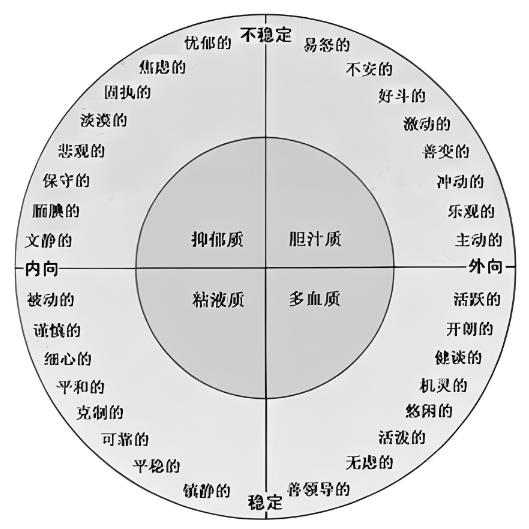 不稳定
忧郁的
易怒的
焦虑的
不安的
固执的
好斗的
淡漠的
激动的
悲观的
善变的
保守的
冲动的
腼腆的
乐观的
文静的
抑郁质
胆汁质
主动的
内向
外向
被动的
粘液质
多血质
活跃的
谨慎的
开朗的
细心的
健谈的
平和的
机灵的
克制的
悠闲的
可靠的
活泼的
平稳的
无虑的
镇静的
善领导的
稳定